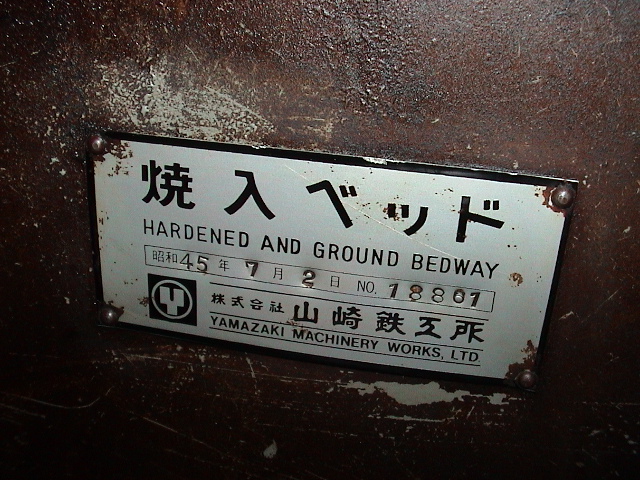 焼入ベッド
HARDENED AND GROUND BEDWAY
昭和45年7月2日 NO. 18861
株式会社 山崎鉄工所
YAMAZAKI MACHINERY WORKS, LTD.